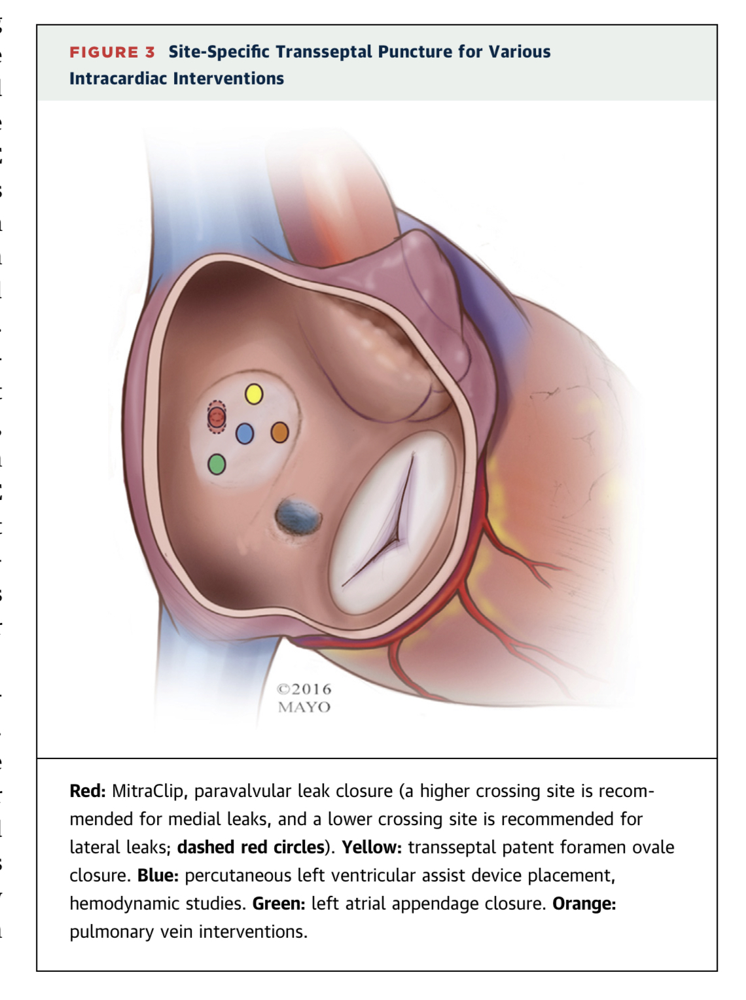 FIGURE 3 Site-Specific Transseptal Puncture for Various
Intracardiac Interventions
©2016
MAYO
Red: MitraClip, paravalvular leak closure (a higher crossing site is recom-
mended for medial leaks, and a lower crossing site is recommended for
lateral leaks; dashed red circles). Yellow: transseptal patent foramen ovale
closure. Blue: percutaneous left ventricular assist device placement,
hemodynamic studies. Green: left atrial appendage closure. Orange:
pulmonary vein interventions.